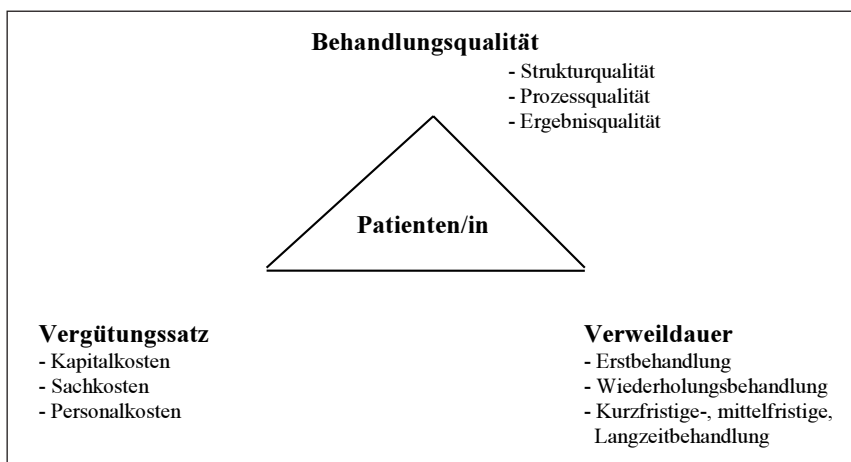 Behandlungsqualität
- Strukturqualität
- Prozessqualität
- Ergebnisqualität
Patienten/in
Vergütungssatz
- Kapitalkosten
- Sachkosten
- Personalkosten
Verweildauer
- Erstbehandlung
- Wiederholungsbehandlung
- Kurzfristige-, mittelfristige,
Langzeitbehandlung